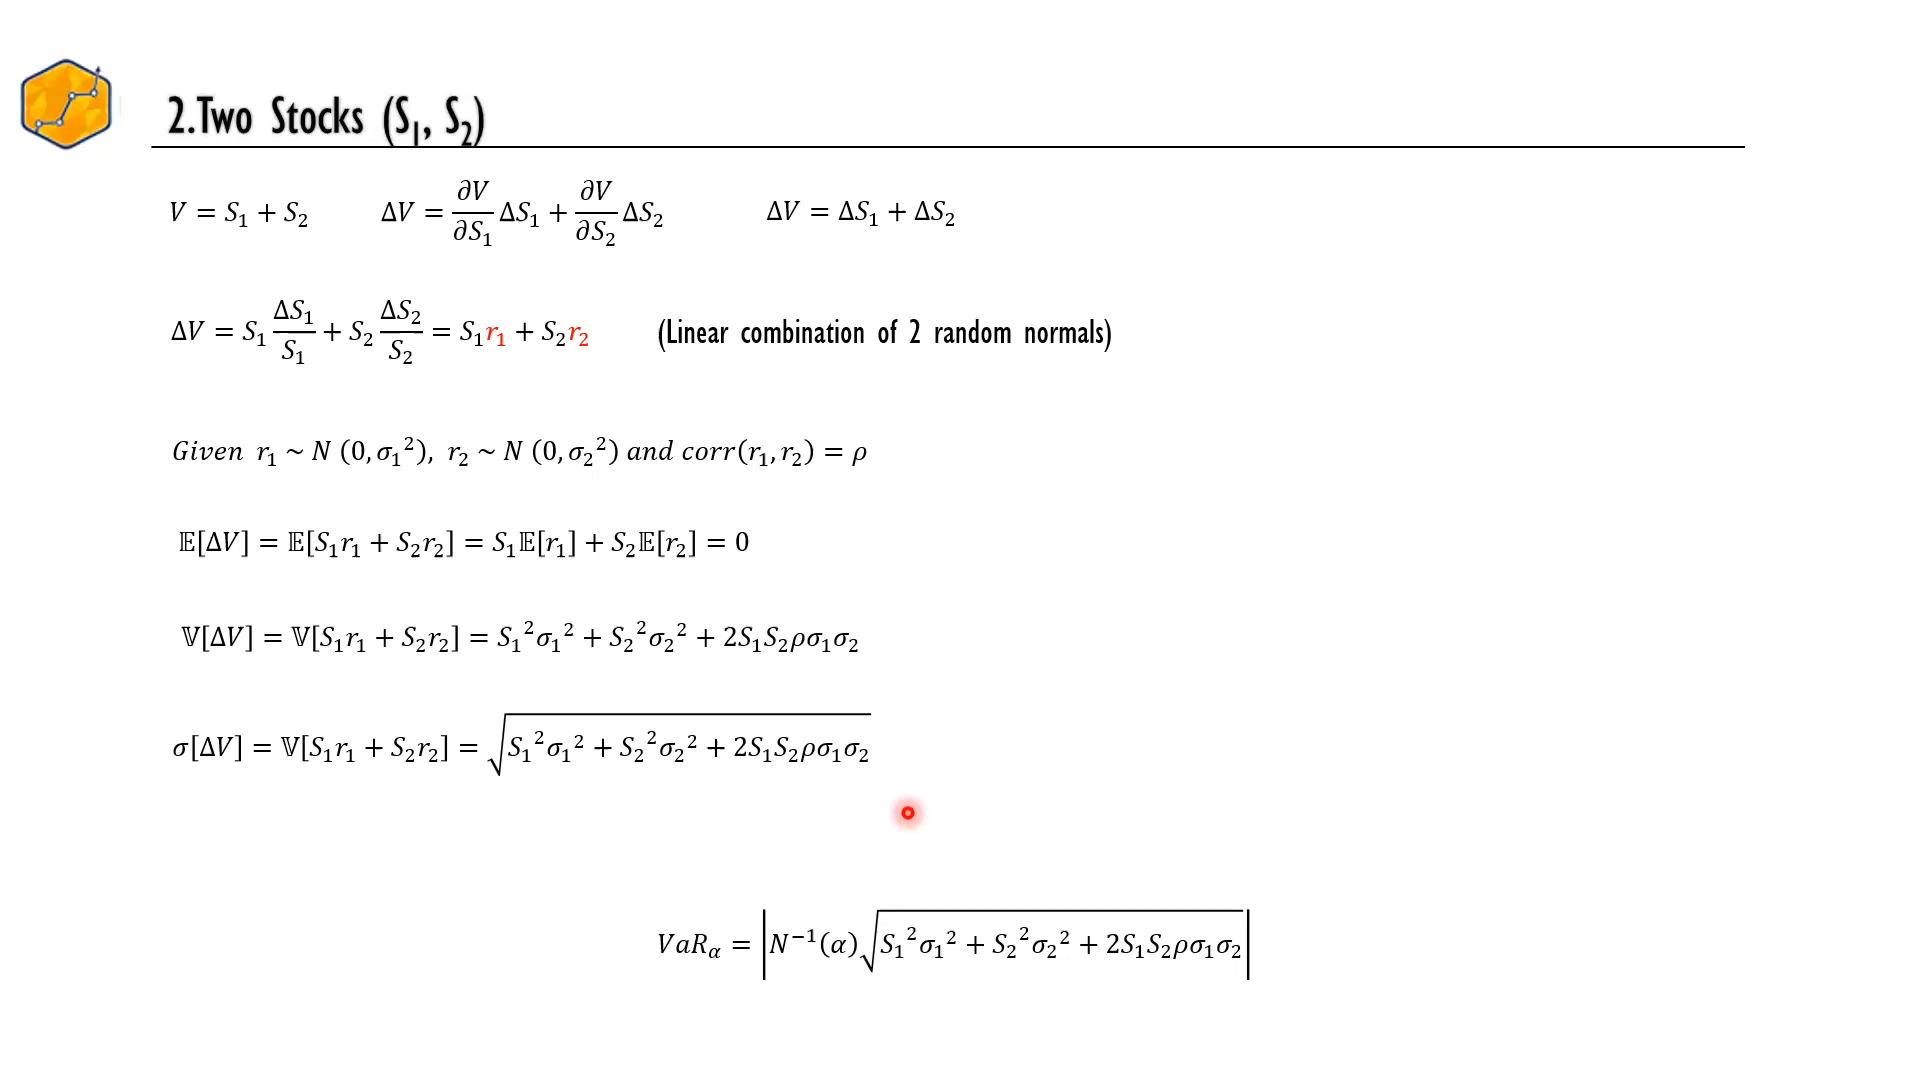 2.Two Stocks (S₁, S₂)
V = S₁ + S₂ ΔV = ∂V/∂S₁ ΔS₁ + ∂V/∂S₂ ΔS₂ ΔV = ΔS₁ + ΔS₂
ΔV = S₁ ΔS₁/S₁ + S₂ ΔS₂/S₂ = S₁r₁ + S₂r₂ (Linear combination of 2 random normals)
Given r₁ ~ N (0, σ₁²), r₂ ~ N (0, σ₂²) and corr(r₁, r₂) = ρ
𝔼[ΔV] = 𝔼[S₁r₁ + S₂r₂] = S₁𝔼[r₁] + S₂𝔼[r₂] = 0
𝕍[ΔV] = 𝕍[S₁r₁ + S₂r₂] = S₁²σ₁² + S₂²σ₂² + 2S₁S₂ρσ₁σ₂
σ[ΔV] = 𝕍[S₁r₁ + S₂r₂] = √(S₁²σ₁² + S₂²σ₂² + 2S₁S₂ρσ₁σ₂)
VaR_α = |N⁻¹(α)√(S₁²σ₁² + S₂²σ₂² + 2S₁S₂ρσ₁σ₂)|